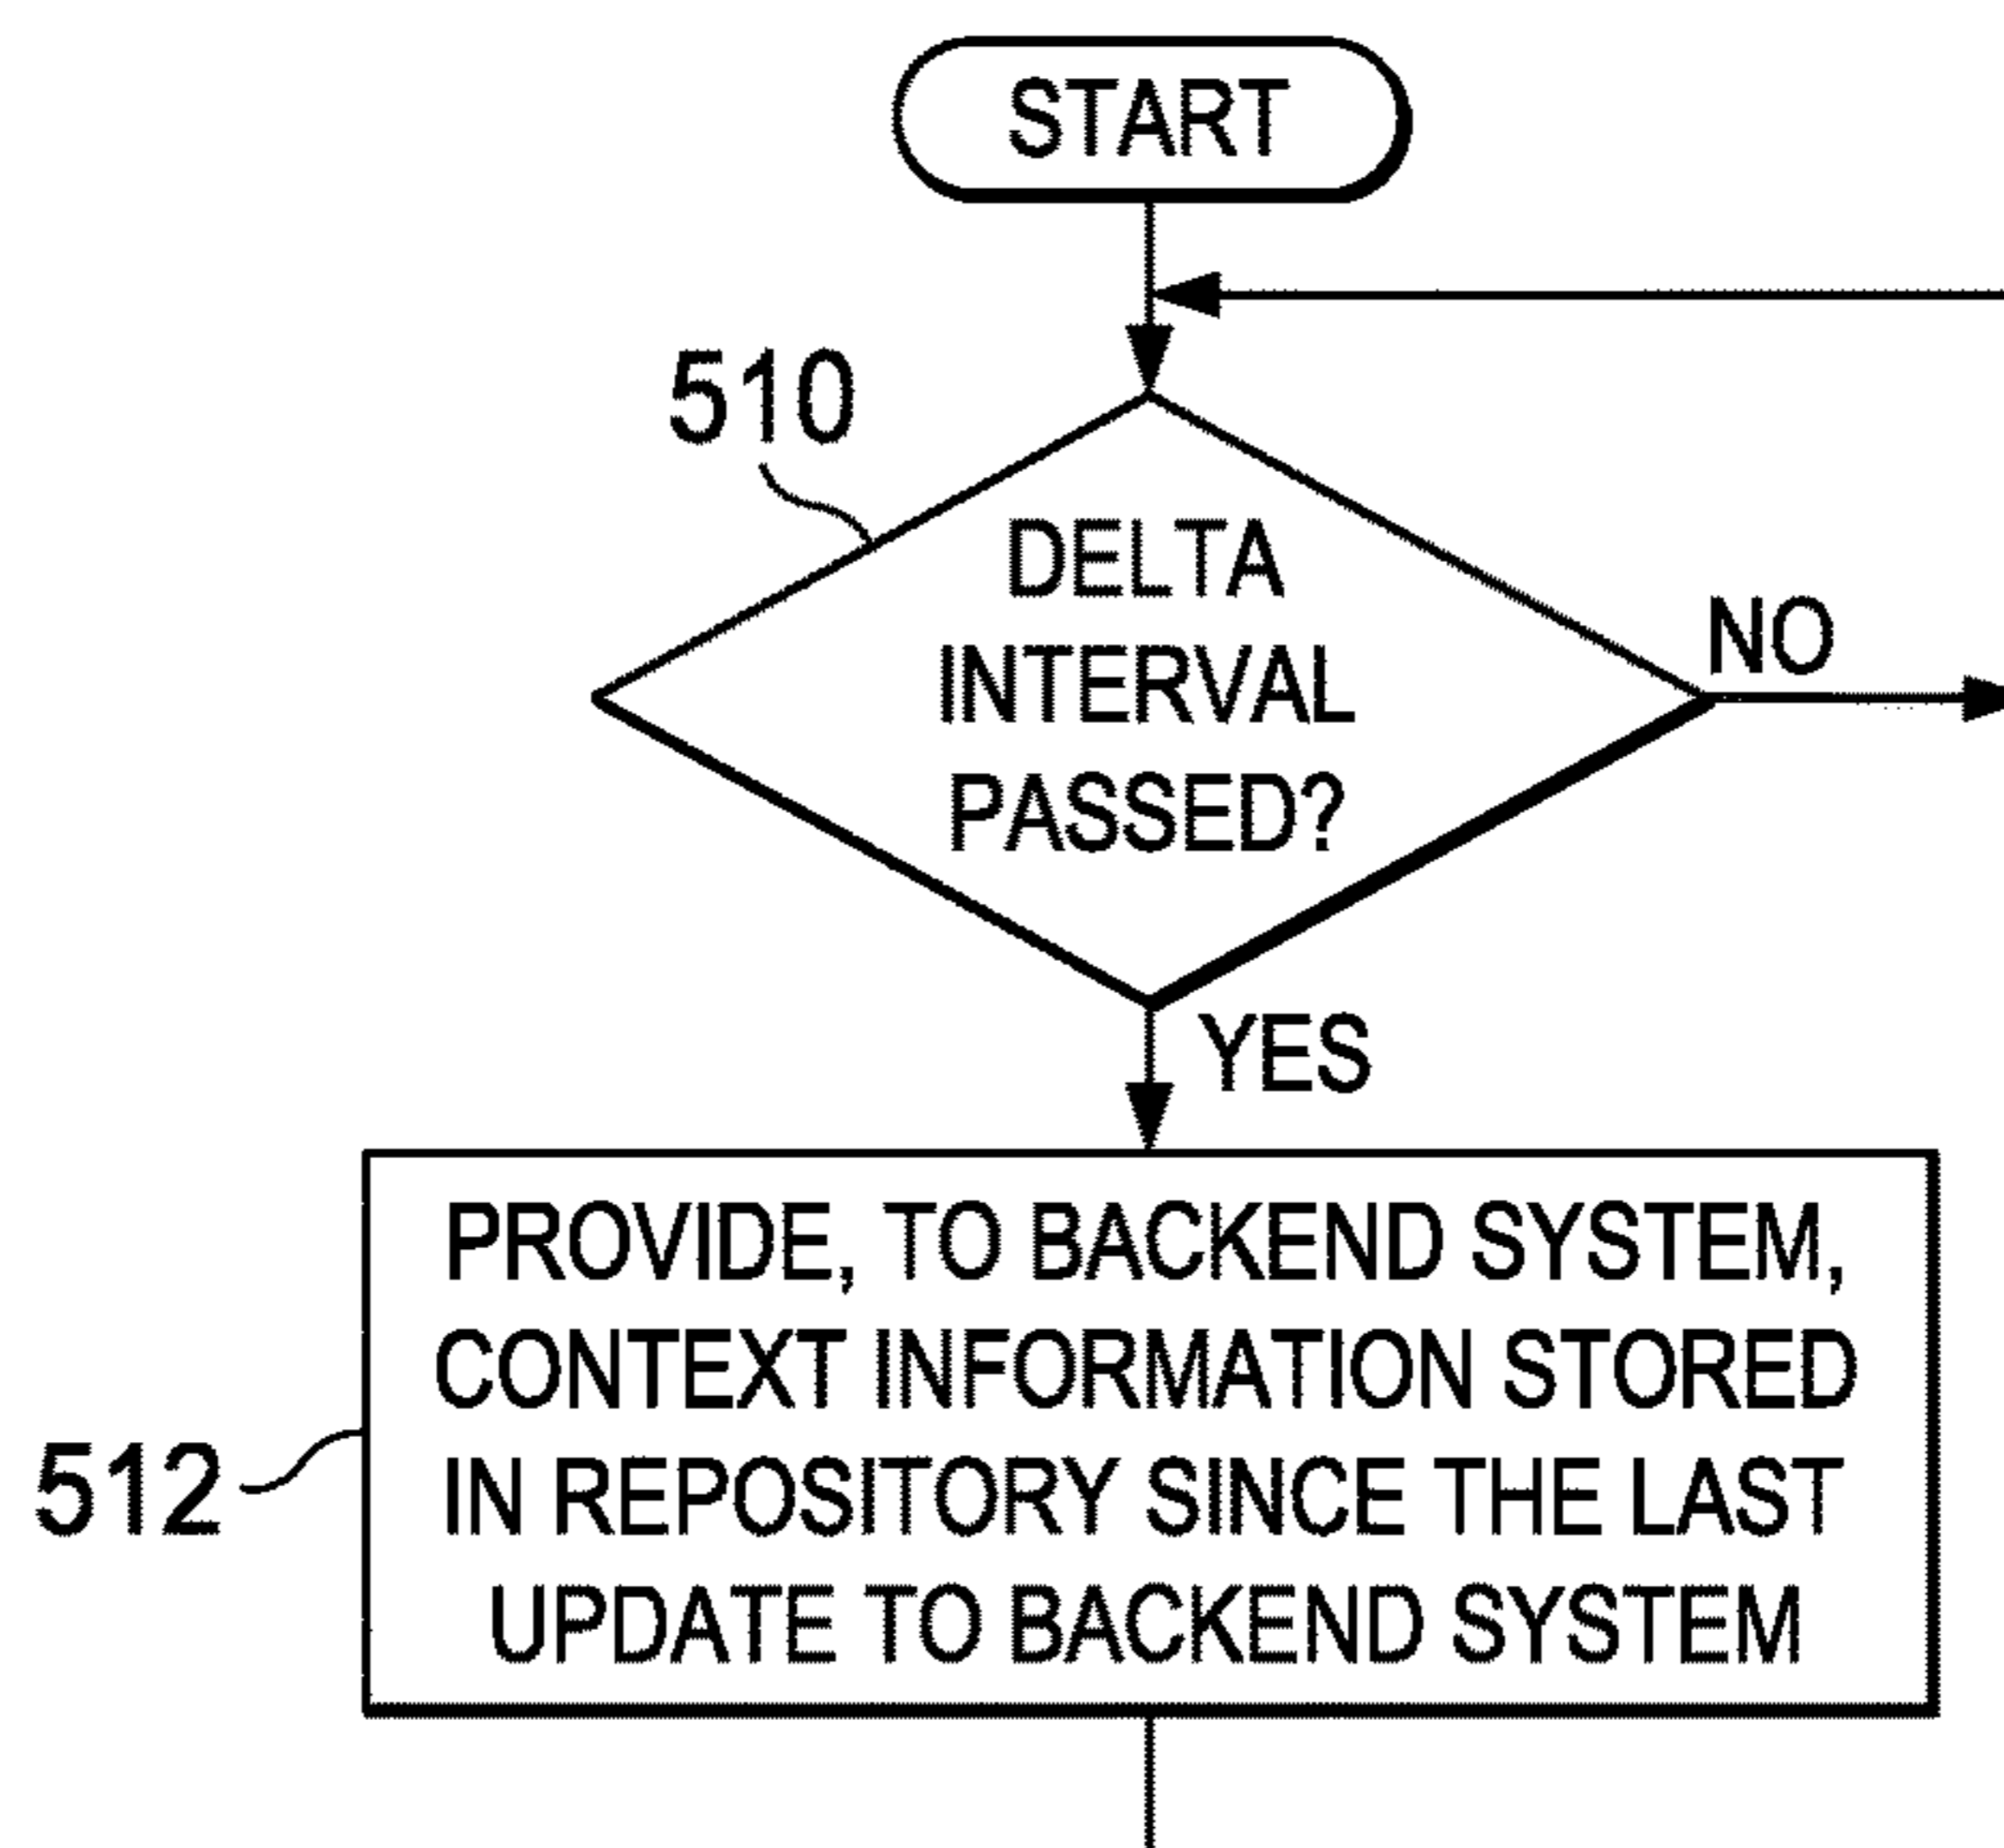 START
510
DELTA
INTERVAL
PASSED?
NO
YES
PROVIDE, TO BACKEND SYSTEM,
CONTEXT INFORMATION STORED
IN REPOSITORY SINCE THE LAST
UPDATE TO BACKEND SYSTEM
512